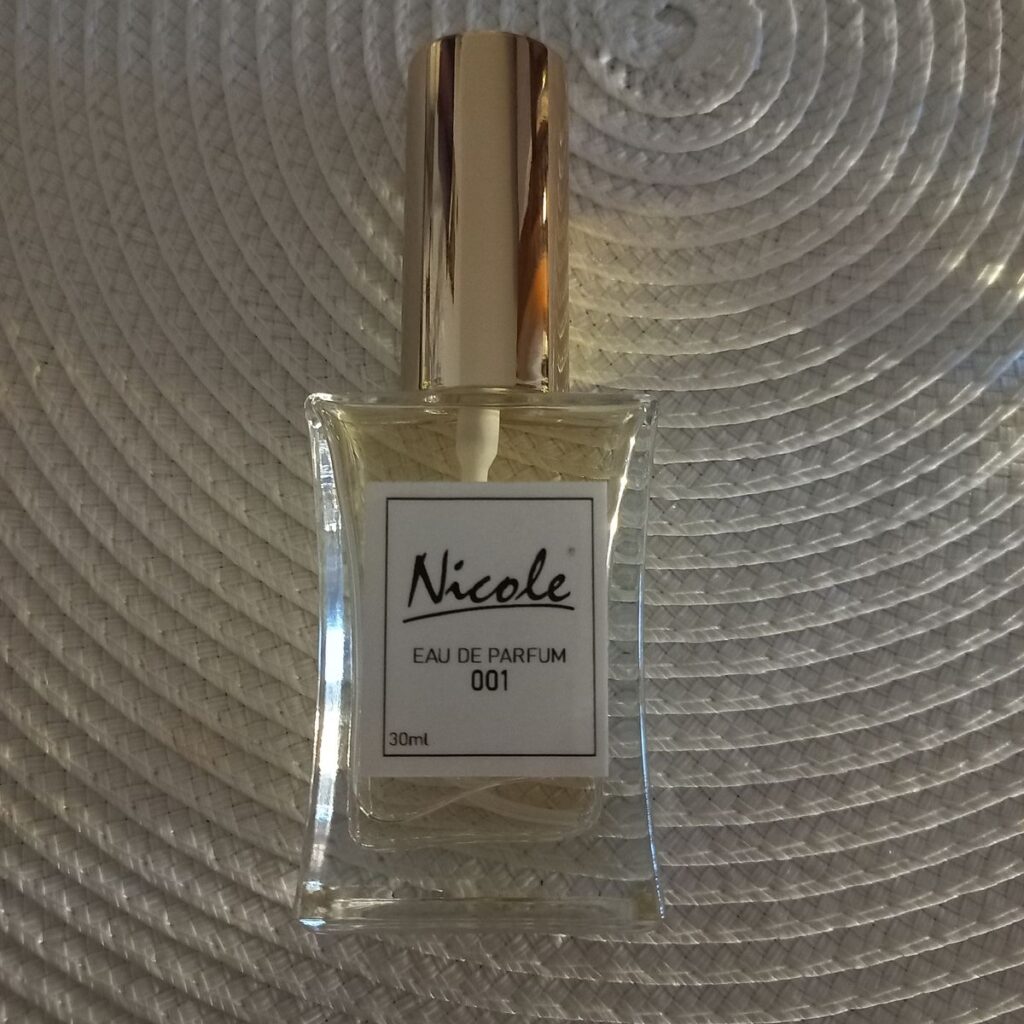 Nicole
EAU DE PARFUM
001
30ml